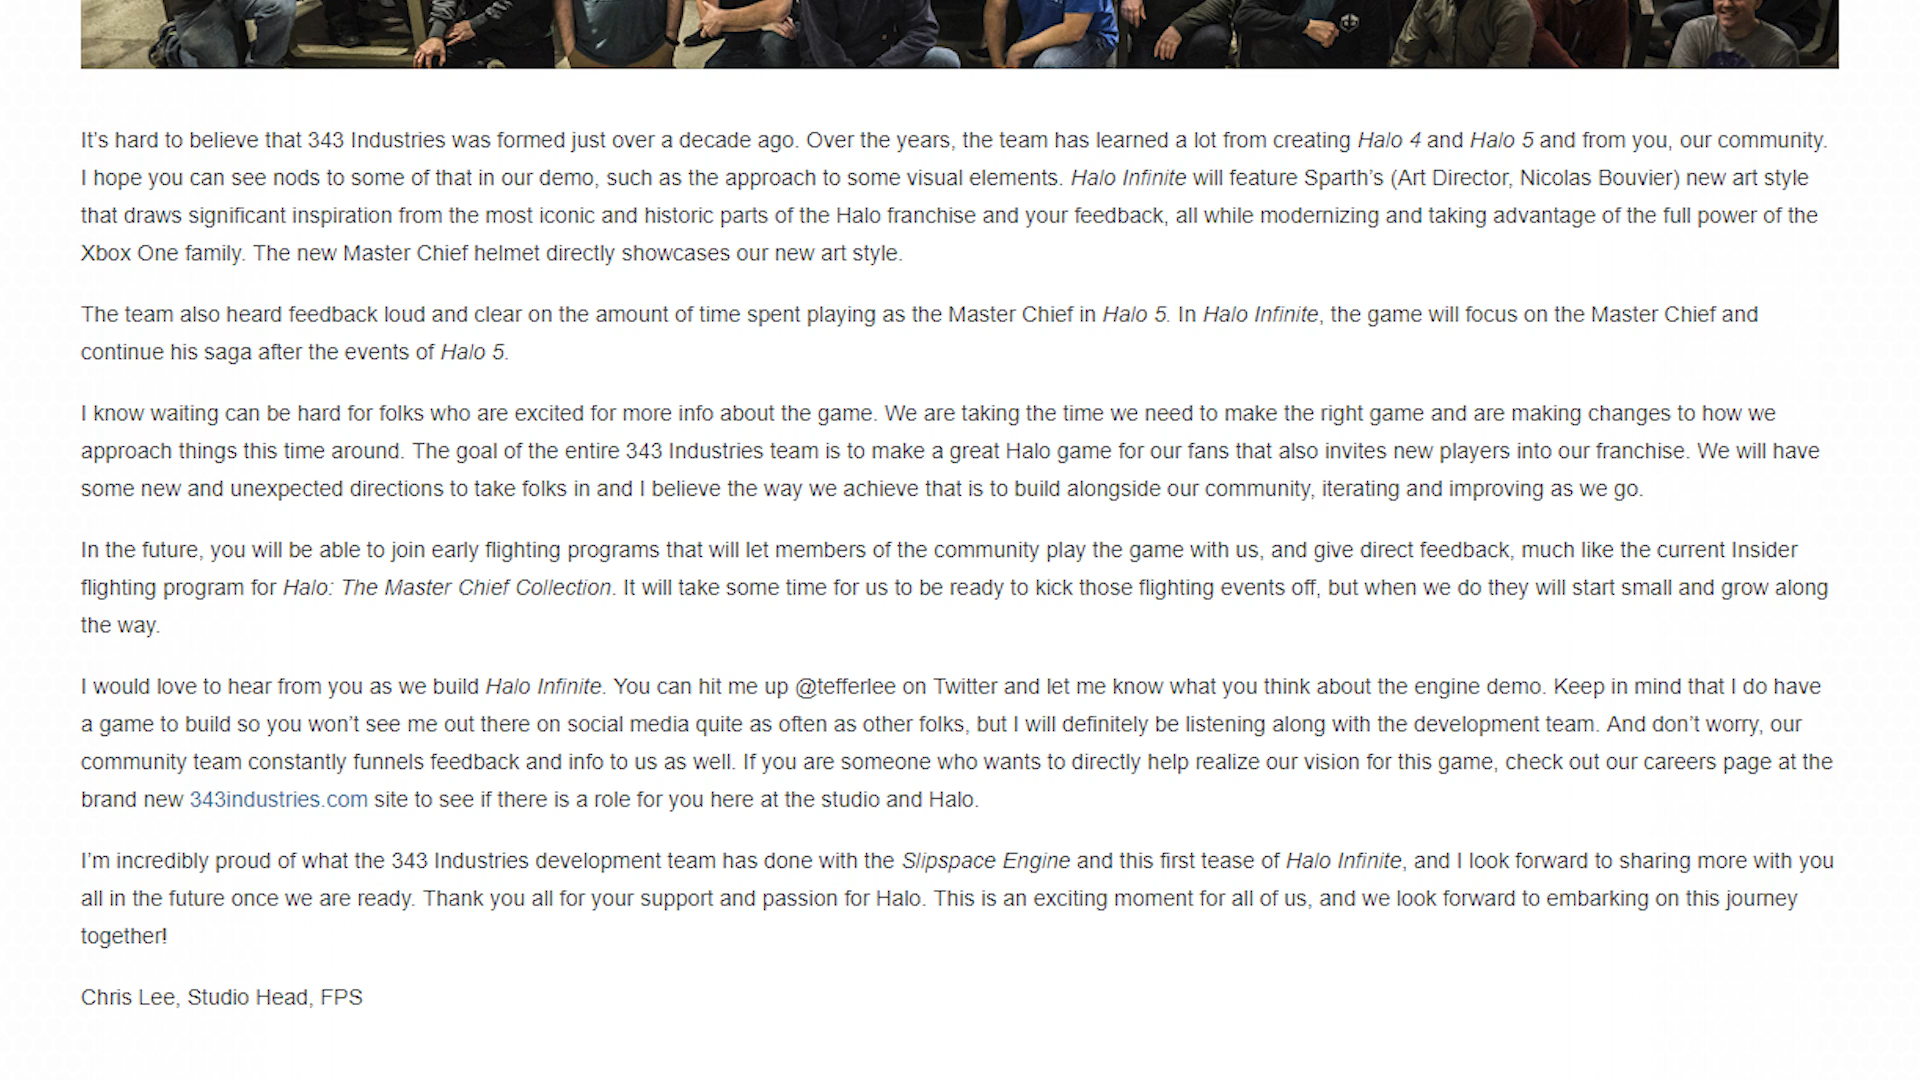 It's hard to believe that 343 Industries was formed just over a decade ago. Over the years, the team has learned a lot from creating Halo 4 and Halo 5 and from you, our community.
I hope you can see nods to some of that in our demo, such as the approach to some visual elements. Halo Infinite will feature Sparth's (Art Director, Nicolas Bouvier) new art style
that draws significant inspiration from the most iconic and historic parts of the Halo franchise and your feedback, all while modernizing and taking advantage of the full power of the
Xbox One family. The new Master Chief helmet directly showcases our new art style.
The team also heard feedback loud and clear on the amount of time spent playing as the Master Chief in Halo 5. In Halo Infinite, the game will focus on the Master Chief and
continue his saga after the events of Halo 5.
I know waiting can be hard for folks who are excited for more info about the game. We are taking the time we need to make the right game and are making changes to how we
approach things this time around. The goal of the entire 343 Industries team is to make a great Halo game for our fans that also invites new players into our franchise. We will have
some new and unexpected directions to take folks in and I believe the way we achieve that is to build alongside our community, iterating and improving as we go.
In the future, you will be able to join early flighting programs that will let members of the community play the game with us, and give direct feedback, much like the current Insider
flighting program for Halo: The Master Chief Collection. It will take some time for us to be ready to kick those flighting events off, but when we do they will start small and grow along
the way.
I would love to hear from you as we build Halo Infinite. You can hit me up @tefferlee on Twitter and let me know what you think about the engine demo. Keep in mind that I do have
a game to build so you won't see me out there on social media quite as often as other folks, but I will definitely be listening along with the development team. And don't worry, our
community team constantly funnels feedback and info to us as well. If you are someone who wants to directly help realize our vision for this game, check out our careers page at the
brand new 343industries.com site to see if there is a role for you here at the studio and Halo.
I'm incredibly proud of what the 343 Industries development team has done with the Slipspace Engine and this first tease of Halo Infinite, and I look forward to sharing more with you
all in the future once we are ready. Thank you all for your support and passion for Halo. This is an exciting moment for all of us, and we look forward to embarking on this journey
together!
Chris Lee, Studio Head, FPS